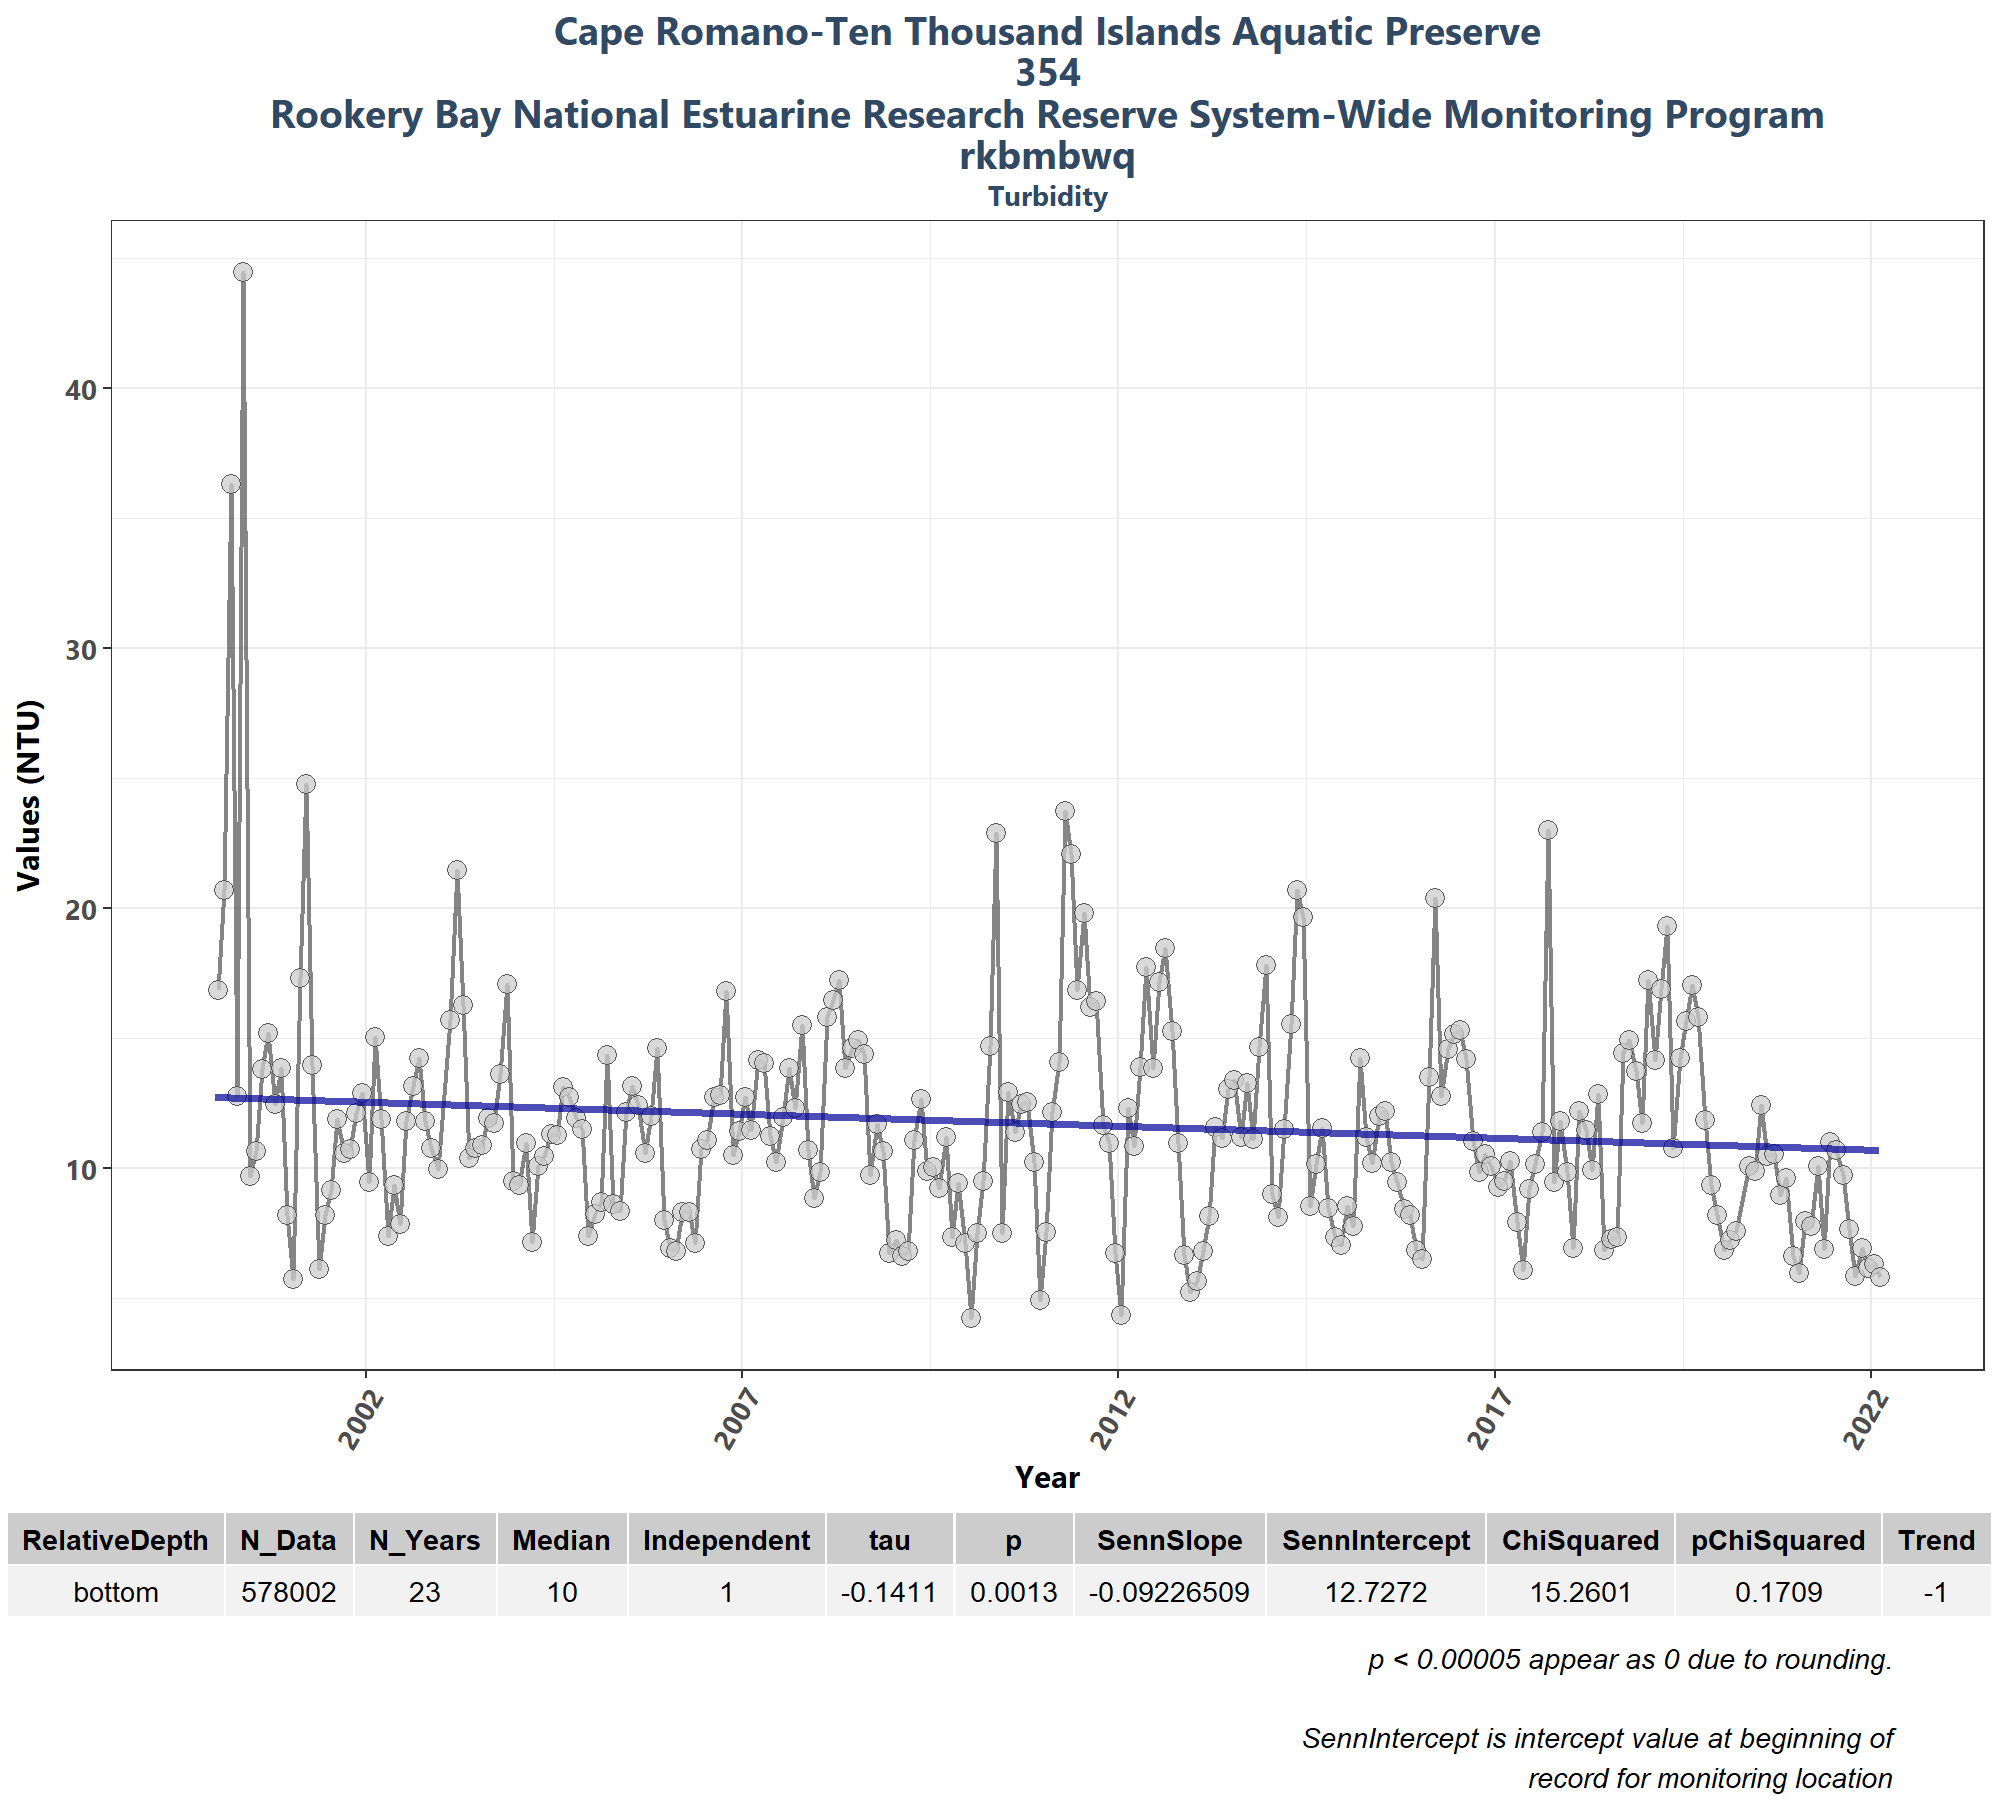 Cape Romano-Ten Thousand Islands Aquatic Preserve
354
Rookery Bay National Estuarine Research Reserve System-Wide Monitoring Program
rkbmbwq
Turbidity
Values (NTU)
40
30
20
10
2002 2007 2012 2017 2022
Year
RelativeDepth N_Data N_Years Median Independent tau p SennSlope SennIntercept ChiSquared pChiSquared Trend
bottom 578002 23 10 1 -0.1411 0.0013 -0.09226509 12.7272 15.2601 0.1709 -1
p < 0.00005 appear as 0 due to rounding.
SennIntercept is intercept value at beginning of
record for monitoring location